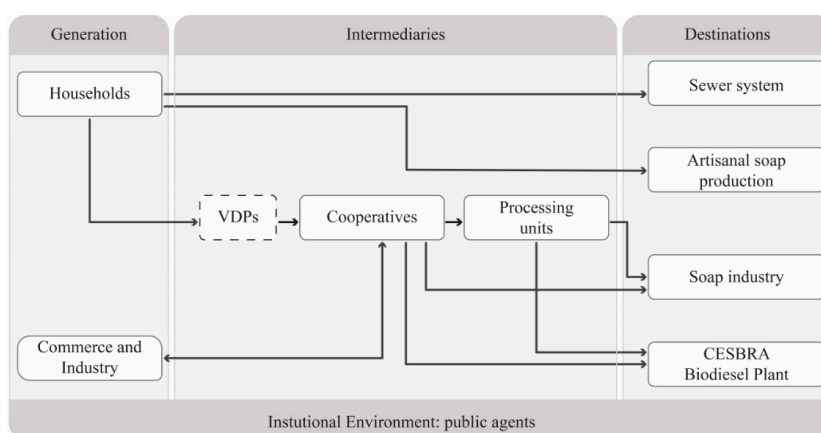 Generation
Intermediaries
Destinations
Households
Sewer system
Artisanal soap
production
VDPs
Cooperatives
Processing
units
Soap industry
Commerce and
Industry
CESBRA
Biodiesel Plant
Instutional Environment: public agents